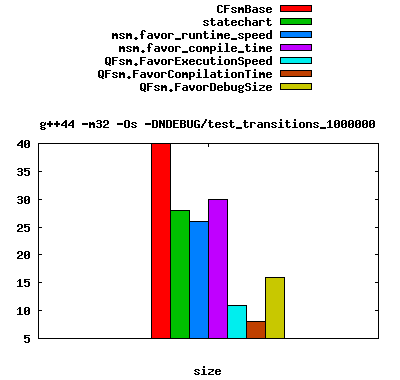 CFsmBase
statechart
msm.favor_runtime_speed
msm.favor_compile_time
QFsm.FavorExecutionSpeed
QFsm.FavorCompilationTime
QFsm.FavorDebugSize
g++44 -m32 -Os -DNDEBUG/test_transitions_1000000
40
35
30
25
20
15
10
5
size